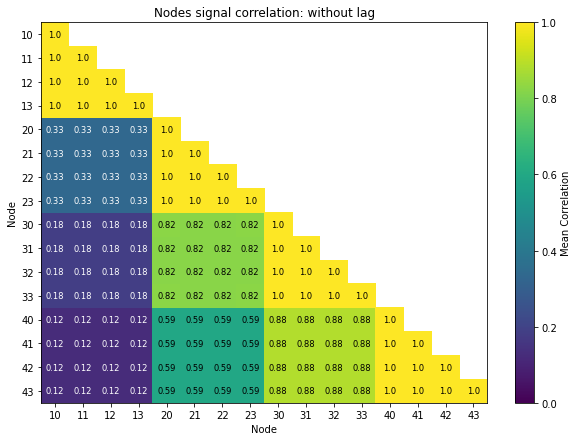 Nodes signal correlation: without lag
10 1.0
11 1.0 1.0
12 1.0 1.0 1.0
13 1.0 1.0 1.0 1.0
20 0.33 0.33 0.33 0.33 1.0
21 0.33 0.33 0.33 0.33 1.0 1.0
22 0.33 0.33 0.33 0.33 1.0 1.0 1.0
23 0.33 0.33 0.33 0.33 1.0 1.0 1.0 1.0
30 0.18 0.18 0.18 0.18 0.82 0.82 0.82 0.82 1.0
31 0.18 0.18 0.18 0.18 0.82 0.82 0.82 0.82 1.0 1.0
32 0.18 0.18 0.18 0.18 0.82 0.82 0.82 0.82 1.0 1.0 1.0
33 0.18 0.18 0.18 0.18 0.82 0.82 0.82 0.82 1.0 1.0 1.0 1.0
40 0.12 0.12 0.12 0.12 0.59 0.59 0.59 0.59 0.88 0.88 0.88 0.88 1.0
41 0.12 0.12 0.12 0.12 0.59 0.59 0.59 0.59 0.88 0.88 0.88 0.88 1.0 1.0
42 0.12 0.12 0.12 0.12 0.59 0.59 0.59 0.59 0.88 0.88 0.88 0.88 1.0 1.0 1.0
43 0.12 0.12 0.12 0.12 0.59 0.59 0.59 0.59 0.88 0.88 0.88 0.88 1.0 1.0 1.0 1.0
10 11 12 13 20 21 22 23 30 31 32 33 40 41 42 43
Node
Node
1.0
0.8
0.6
0.4
0.2
0.0
Mean Correlation